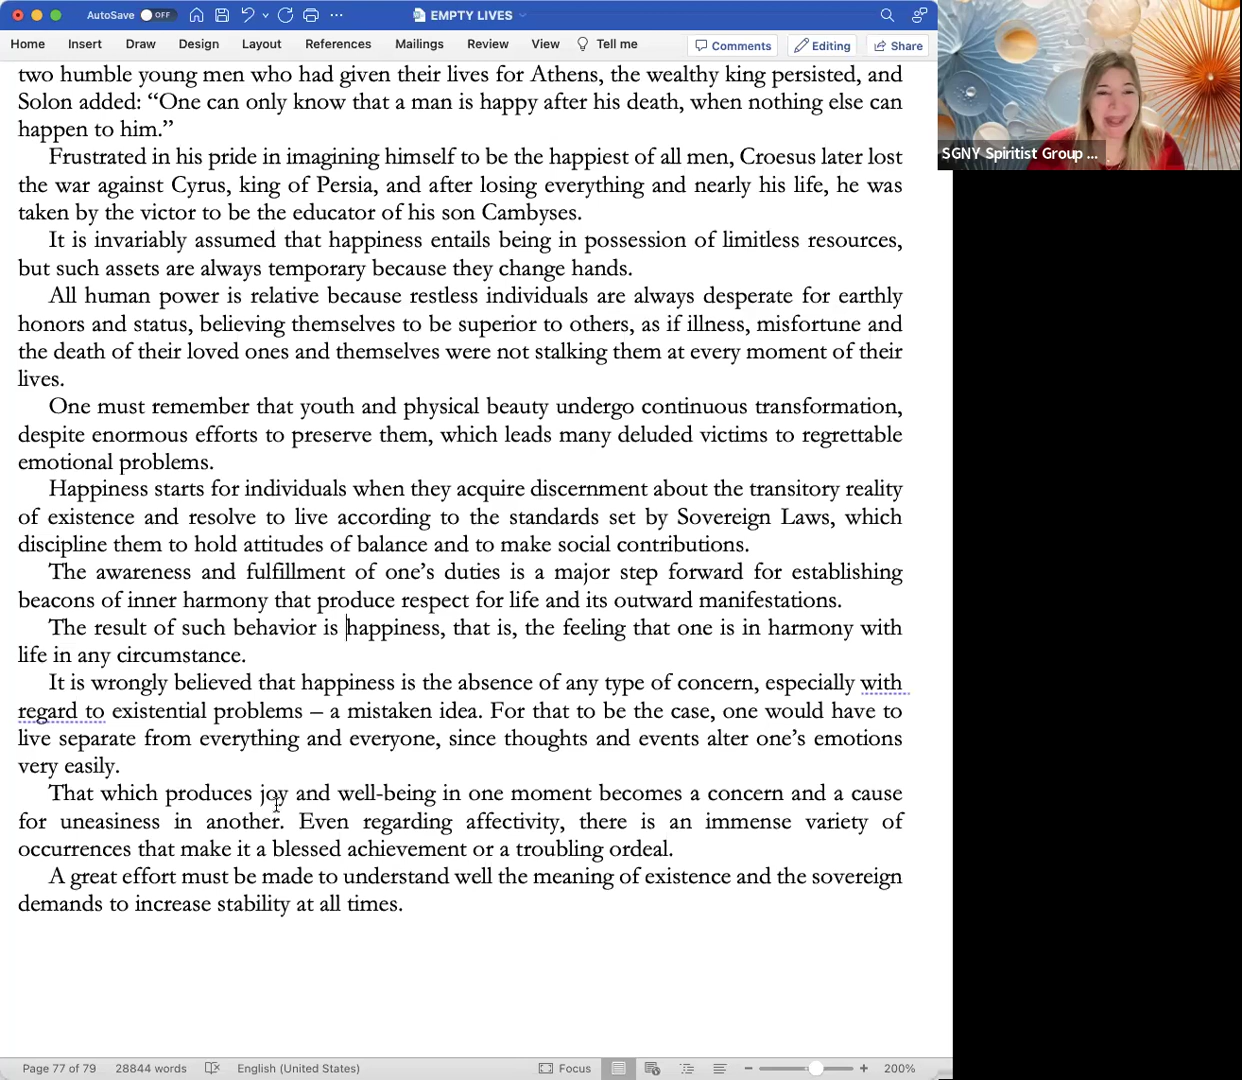 AutoSave OFF EMPTY LIVES
Home Insert Draw Design Layout References Mailings Review View Tell me Comments Editing Share
two humble young men who had given their lives for Athens, the wealthy king persisted, and
Solon added: “One can only know that a man is happy after his death, when nothing else can
happen to him.”
Frustrated in his pride in imagining himself to be the happiest of all men, Croesus later lost
the war against Cyrus, king of Persia, and after losing everything and nearly his life, he was
taken by the victor to be the educator of his son Cambyses.
It is invariably assumed that happiness entails being in possession of limitless resources,
but such assets are always temporary because they change hands.
All human power is relative because restless individuals are always desperate for earthly
honors and status, believing themselves to be superior to others, as if illness, misfortune and
the death of their loved ones and themselves were not stalking them at every moment of their
lives.
One must remember that youth and physical beauty undergo continuous transformation,
despite enormous efforts to preserve them, which leads many deluded victims to regrettable
emotional problems.
Happiness starts for individuals when they acquire discernment about the transitory reality
of existence and resolve to live according to the standards set by Sovereign Laws, which
discipline them to hold attitudes of balance and to make social contributions.
The awareness and fulfillment of one’s duties is a major step forward for establishing
beacons of inner harmony that produce respect for life and its outward manifestations.
The result of such behavior is happiness, that is, the feeling that one is in harmony with
life in any circumstance.
It is wrongly believed that happiness is the absence of any type of concern, especially with
regard to existential problems – a mistaken idea. For that to be the case, one would have to
live separate from everything and everyone, since thoughts and events alter one’s emotions
very easily.
That which produces joy and well-being in one moment becomes a concern and a cause
for uneasiness in another. Even regarding affectivity, there is an immense variety of
occurrences that make it a blessed achievement or a troubling ordeal.
A great effort must be made to understand well the meaning of existence and the sovereign
demands to increase stability at all times.
SGNY Spiritist Group ...
Page 77 of 79 28844 words English (United States) Focus 200%